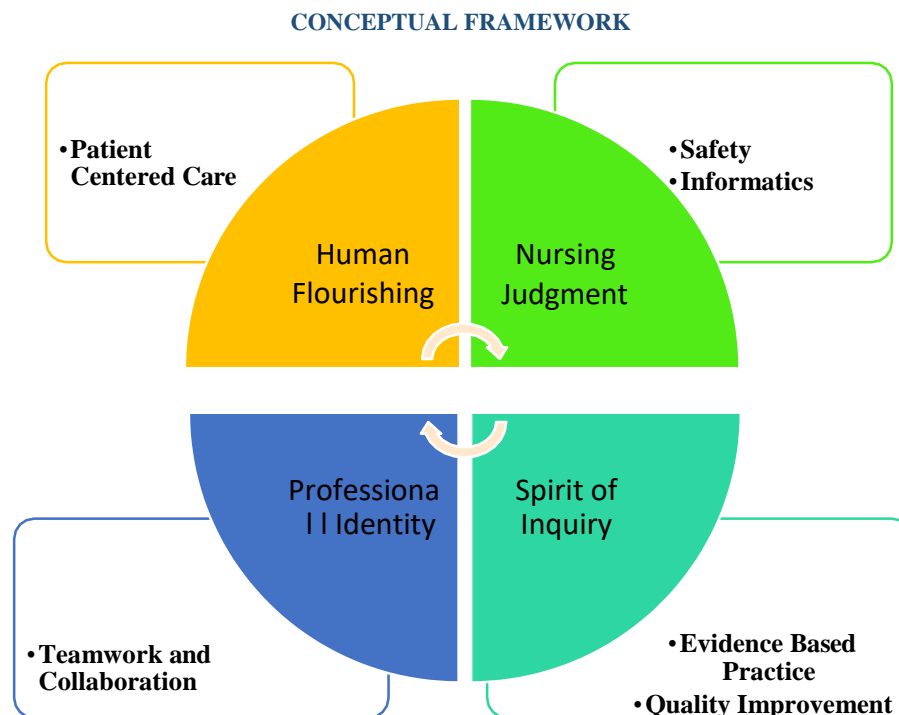 CONCEPTUAL FRAMEWORK
•Patient
Centered Care
•Safety
•Informatics
Human
Flourishing
Nursing
Judgment
Professiona
l l Identity
Spirit of
Inquiry
•Teamwork and
Collaboration
•Evidence Based
Practice
•Quality Improvement